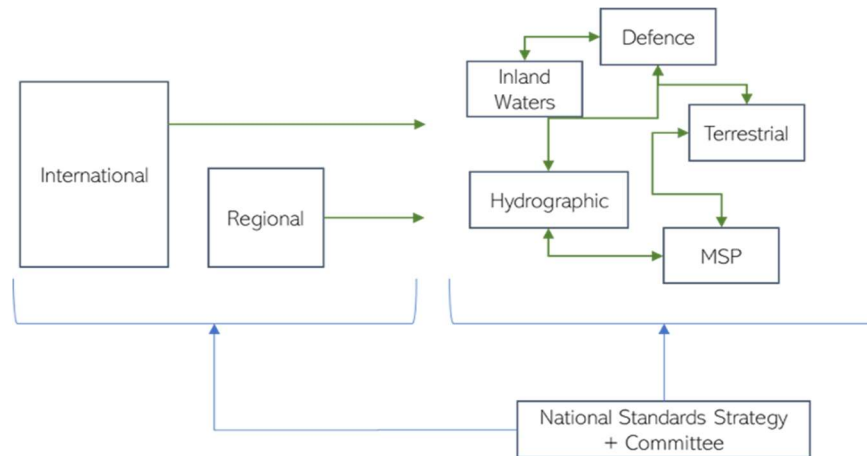 Defence
Inland
Waters
Terrestrial
International
Hydrographic
Regional
MSP
National Standards Strategy
+ Committee